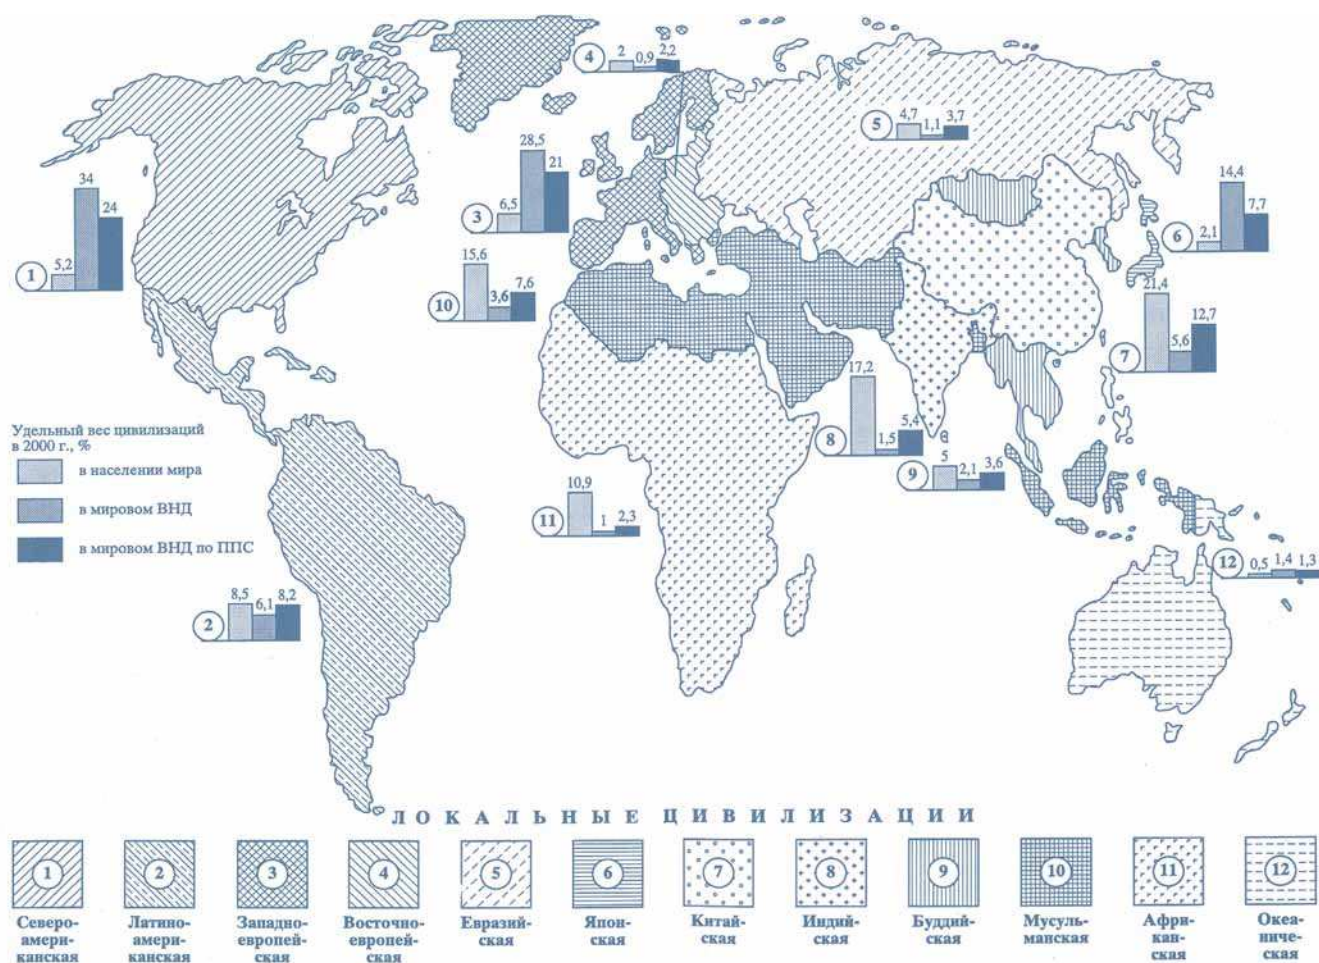 4
2 0,9 2,2
5
4,7 1,1 3,7
3
6,5 28,5 21
1
5,2 34 24
6
2,1 14,4 7,7
10
15,6 3,6 7,6
7
21,4 5,6 12,7
8
17,2 1,5 5,4
9
5 2,1 3,6
Удельный вес цивилизаций
в 2000 г., %
в населении мира
в мировом ВНД
в мировом ВНД по ППС
11
10,9 1 2,3
12
0,5 1,4 1,3
2
8,5 6,1 8,2
ЛОКАЛЬНЫЕ ЦИВИЛИЗАЦИИ
1
Северо-
амери-
канская
2
Латино-
амери-
канская
3
Западно-
европей-
ская
4
Восточно-
европей-
ская
5
Евразий-
ская
6
Япон-
ская
7
Китай-
ская
8
Индий-
ская
9
Буддий-
ская
10
Мусуль-
манская
11
Афри-
кан-
ская
12
Океа-
ниче-
ская